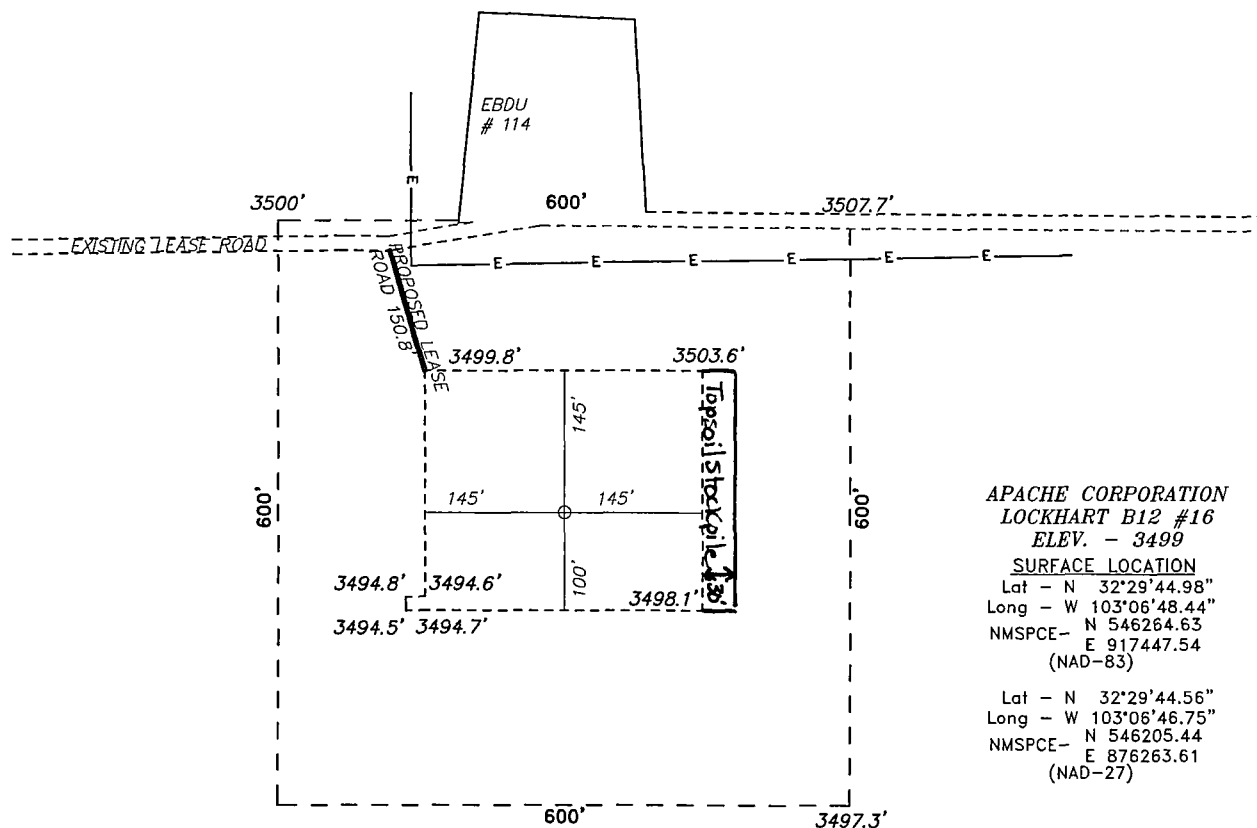 EBDU
# 114
E
3500'
600'
3507.7'
EXISTING LEASE ROAD
E E E E E E
PROPOSED LEASE
ROAD 150.8'
3499.8'
3503.6'
145'
Topsoil Stockpile
30'
145'
145'
600'
600'
100'
3494.8'
3494.6'
3498.1'
3494.5'
3494.7'
600'
3497.3'
APACHE CORPORATION
LOCKHART B12 #16
ELEV. - 3499
SURFACE LOCATION
Lat - N 32°29'44.98"
Long - W 103°06'48.44"
NMSPCE- N 546264.63
E 917447.54
(NAD-83)
Lat - N 32°29'44.56"
Long - W 103°06'46.75"
NMSPCE- N 546205.44
E 876263.61
(NAD-27)